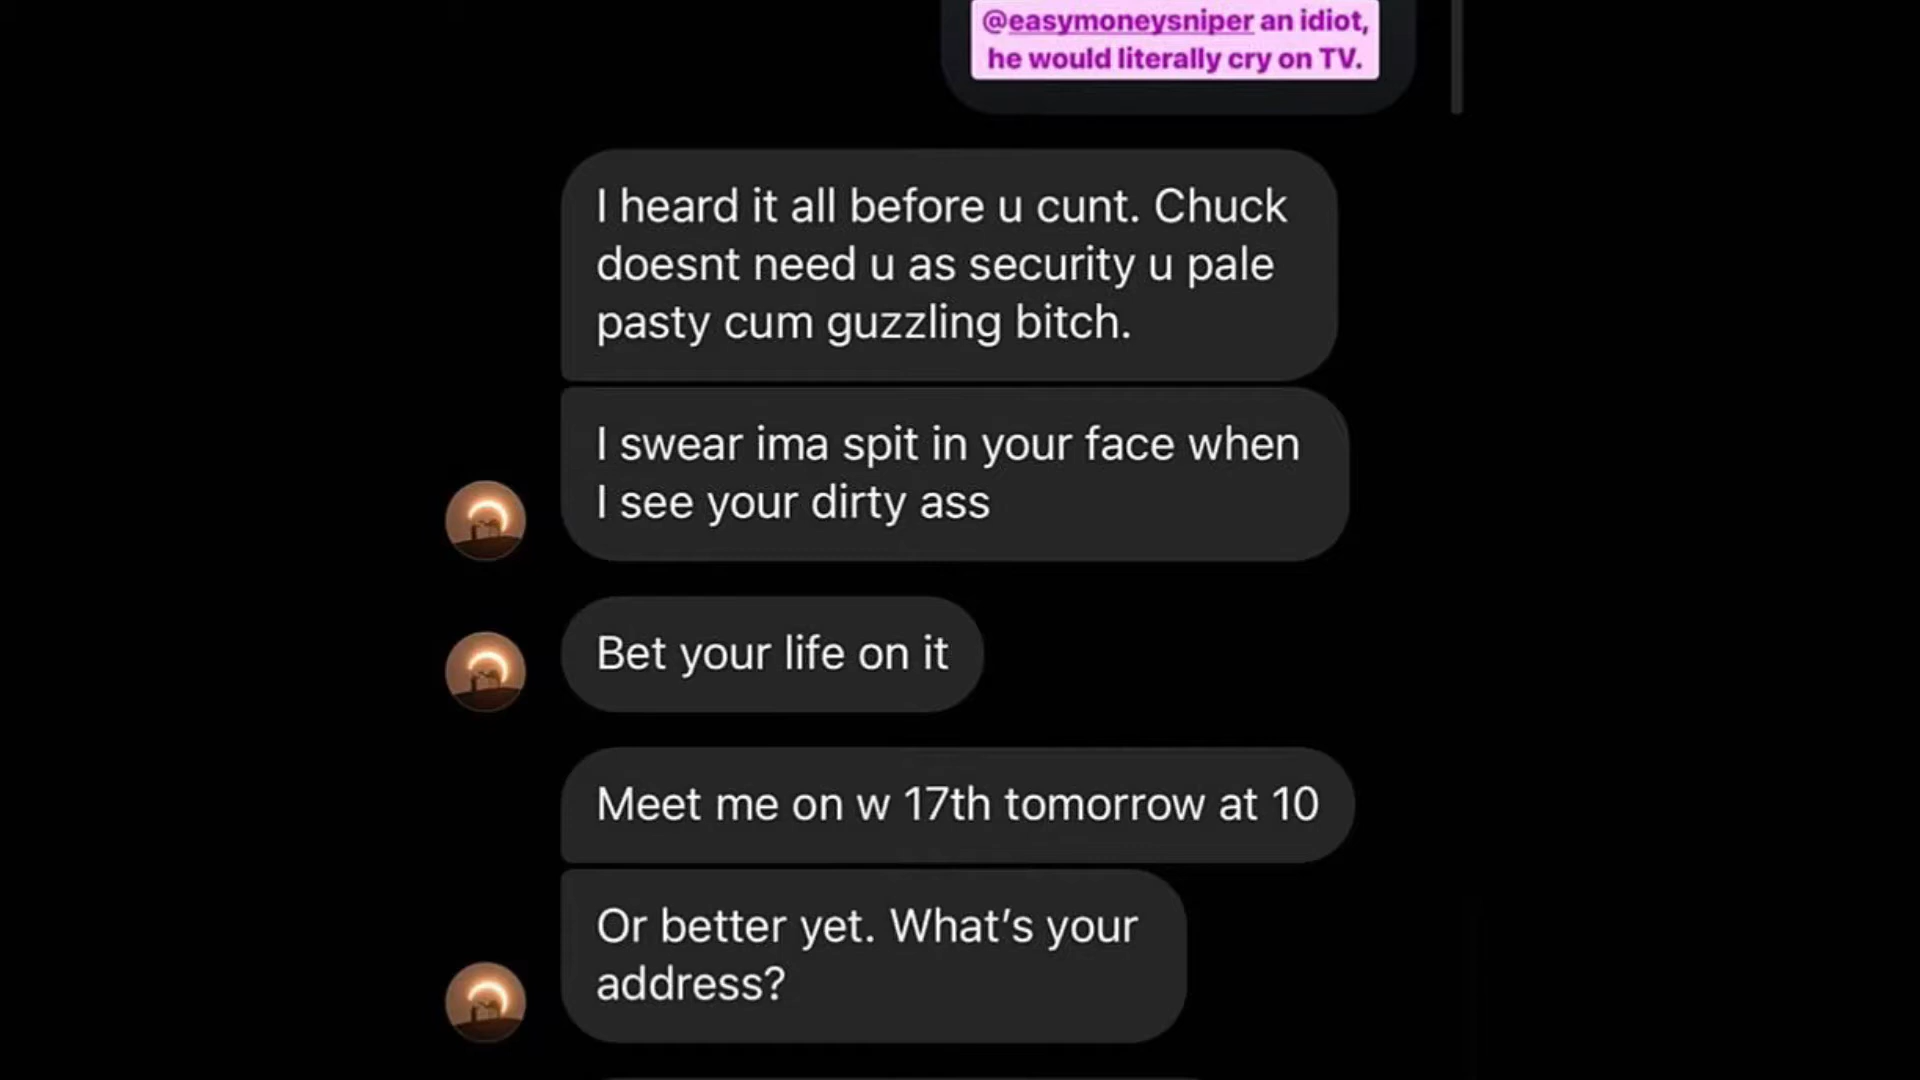 @easymoneysniper an idiot,
he would literally cry on TV.
I heard it all before u cunt. Chuck
doesnt need u as security u pale
pasty cum guzzling bitch.
I swear ima spit in your face when
I see your dirty ass
Bet your life on it
Meet me on w 17th tomorrow at 10
Or better yet. What's your
address?